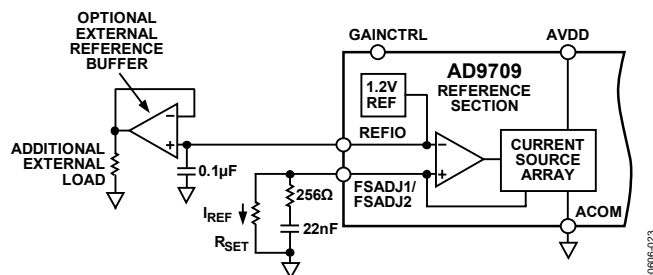 OPTIONAL
EXTERNAL
REFERENCE
BUFFER
ADDITIONAL
EXTERNAL
LOAD
0.1µF
IREF
RSET
256Ω
22nF
GAINCTRL
AVDD
AD9709
REFERENCE
SECTION
1.2V
REF
REFIO
FSADJ1/
FSADJ2
CURRENT
SOURCE
ARRAY
ACOM
−
+
−
+